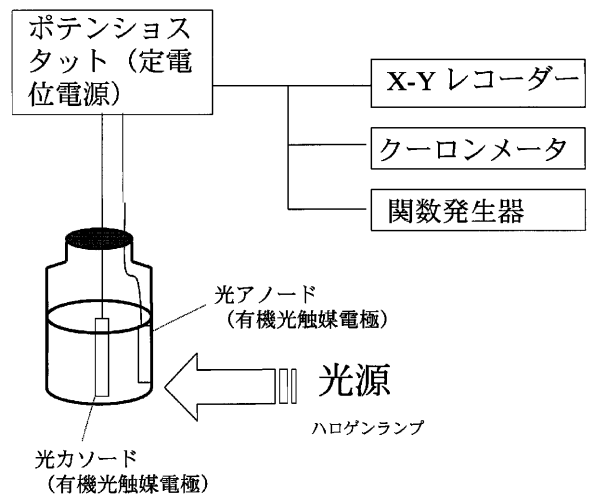 ポテンショス
タット（定電
位電源）
X-Y レコーダー
クーロンメータ
関数発生器
光アノード
（有機光触媒電極）
光源
ハロゲンランプ
光カソード
（有機光触媒電極）